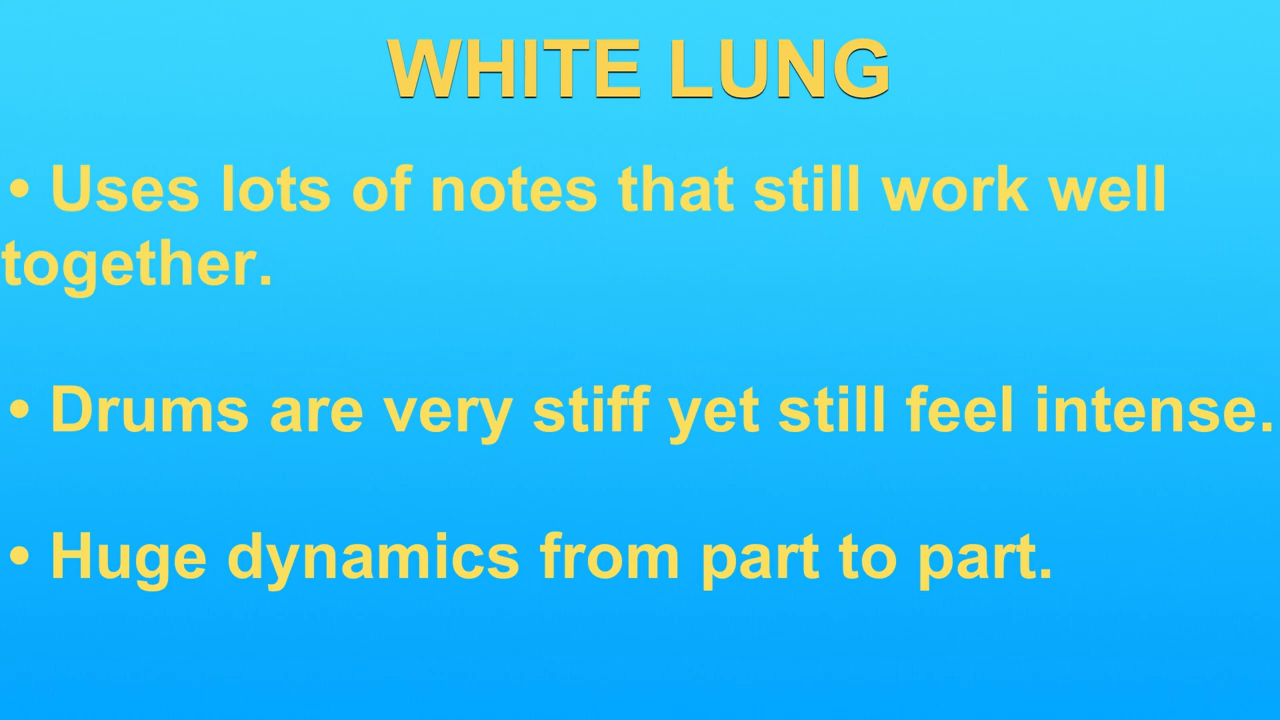 WHITE LUNG
• Uses lots of notes that still work well
together.
• Drums are very stiff yet still feel intense.
• Huge dynamics from part to part.